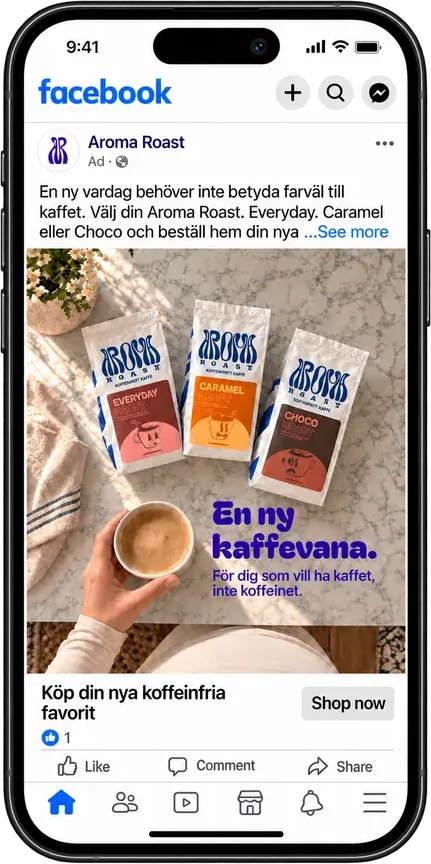 9:41
facebook
Aroma Roast
Ad
En ny vardag behöver inte betyda farväl till
kaffet. Välj din Aroma Roast. Everyday. Caramel
eller Choco och beställ hem din nya ...See more
AROMA
ROAST
KOFFEINFRITT KAFFE
EVERYDAY
ROAST
AROMA
ROAST
KOFFEINFRITT KAFFE
CARAMEL
ROAST
AROMA
ROAST
KOFFEINFRITT KAFFE
CHOCO
ROAST
En ny
kaffevana.
För dig som vill ha kaffet,
inte koffeinet.
Köp din nya koffeinfria
favorit
Shop now
1
Like
Comment
Share